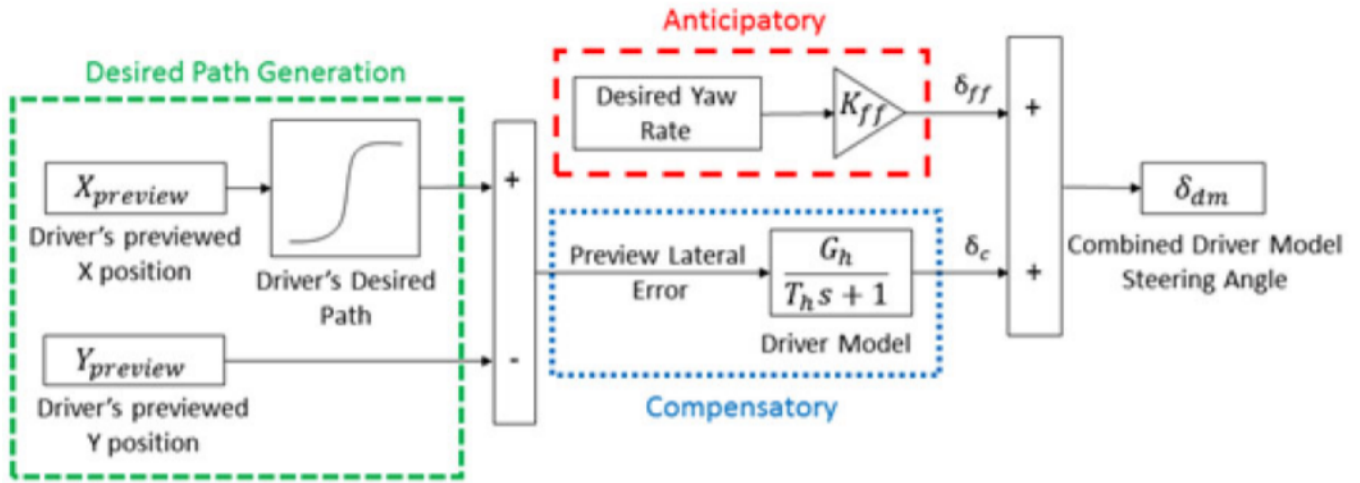 Anticipatory
Desired Path Generation
Desired Yaw
Rate
K_ff
δ_ff
+
X_preview
Driver's previewed
X position
Driver's Desired
Path
+
Preview Lateral
Error
G_h
T_h s + 1
Driver Model
δ_c
+
δ_dm
Combined Driver Model
Steering Angle
Y_preview
Driver's previewed
Y position
-
Compensatory